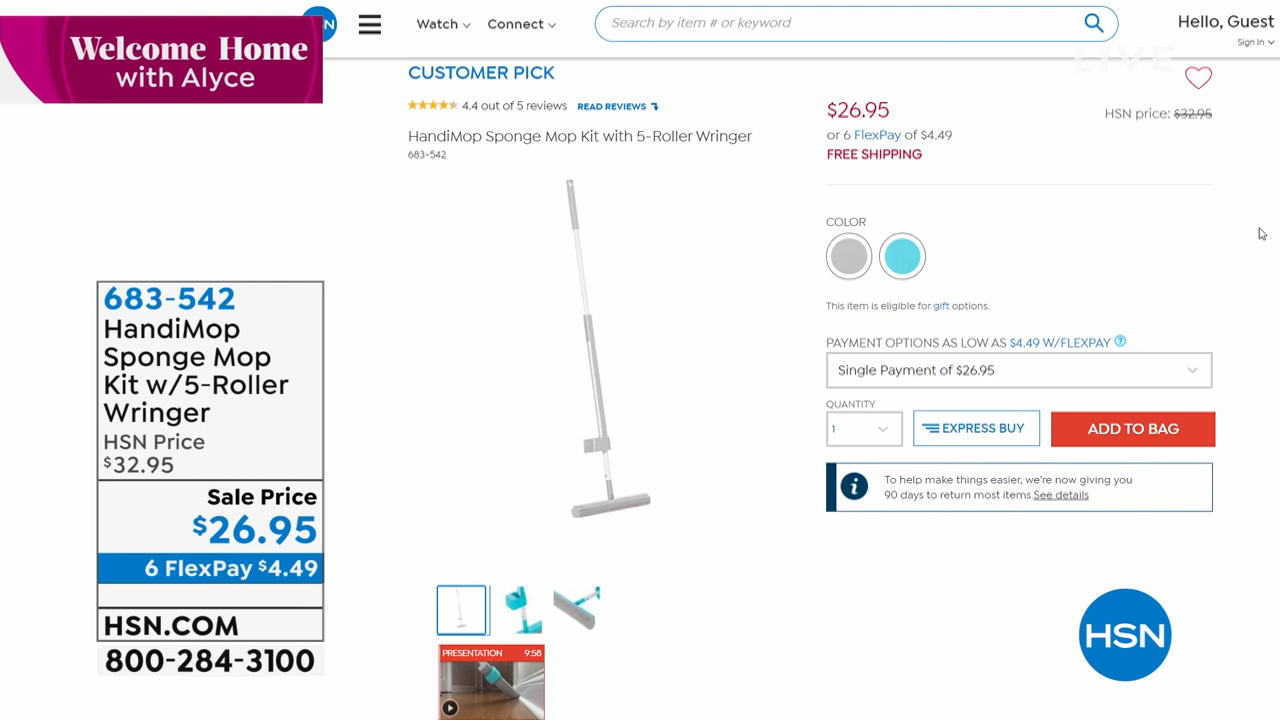 Welcome Home
with Alyce
Watch
Connect
Search by item # or keyword
Hello, Guest
Sign In
LIVE
CUSTOMER PICK
4.4 out of 5 reviews READ REVIEWS
HandiMop Sponge Mop Kit with 5-Roller Wringer
683-542
$26.95
HSN price: $32.95
or 6 FlexPay of $4.49
FREE SHIPPING
COLOR
This item is eligible for gift options.
PAYMENT OPTIONS AS LOW AS $4.49 W/FLEXPAY ?
Single Payment of $26.95
QUANTITY
1
EXPRESS BUY
ADD TO BAG
i
To help make things easier, we're now giving you
90 days to return most items.See details
PRESENTATION 9:58
683-542
HandiMop
Sponge Mop
Kit w/5-Roller
Wringer
HSN Price
$32.95
Sale Price
$26.95
6 FlexPay $4.49
HSN.COM
800-284-3100
HSN